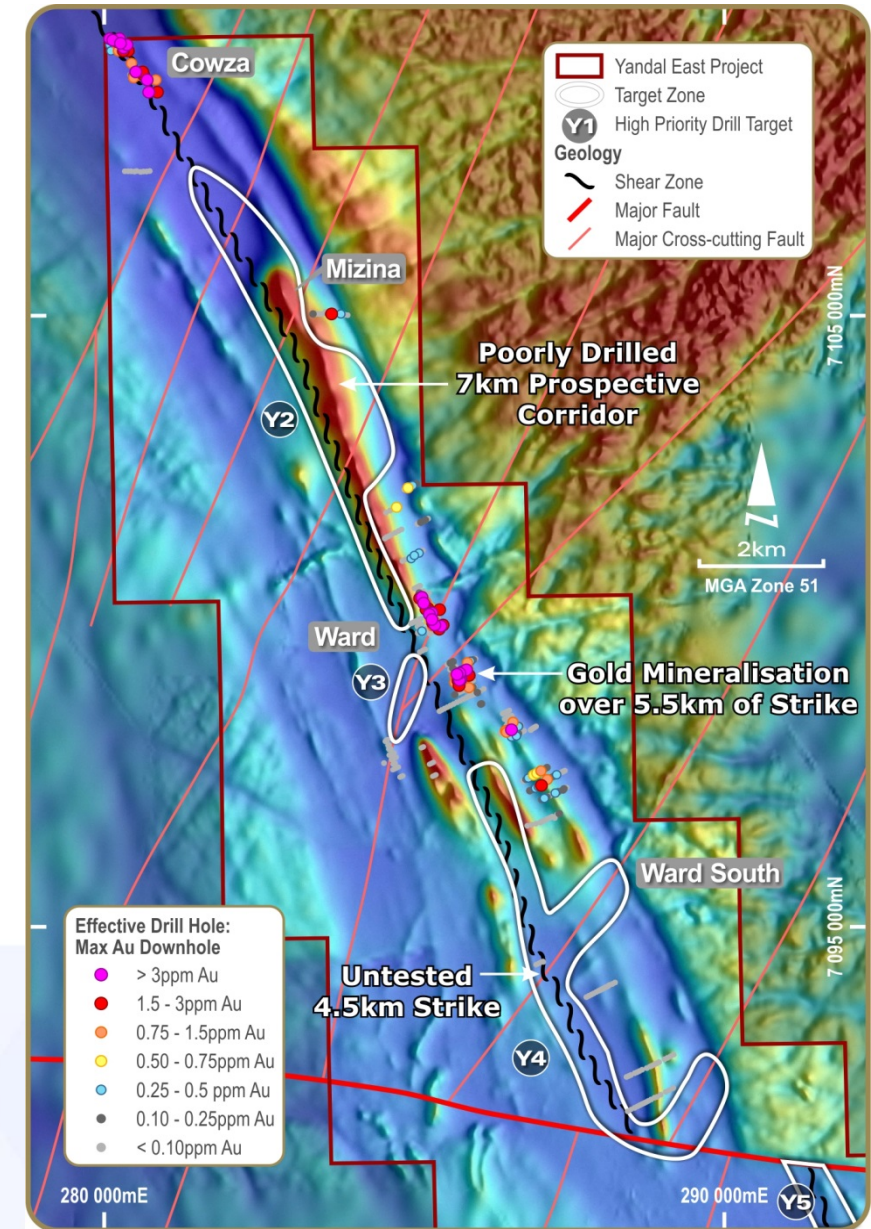 Cowza
Yandal East Project
Target Zone
Y1 High Priority Drill Target
Geology
Shear Zone
Major Fault
Major Cross-cutting Fault
Mizina
7 105 000mN
Poorly Drilled
7km Prospective
Corridor
Y2
N
2km
MGA Zone 51
Ward
Y3
Gold Mineralisation
over 5.5km of Strike
Ward South
7 095 000mN
Untested
4.5km Strike
Y4
Effective Drill Hole:
Max Au Downhole
> 3ppm Au
1.5 - 3ppm Au
0.75 - 1.5ppm Au
0.50 - 0.75ppm Au
0.25 - 0.5 ppm Au
0.10 - 0.25ppm Au
< 0.10ppm Au
280 000mE
290 000mE
Y5